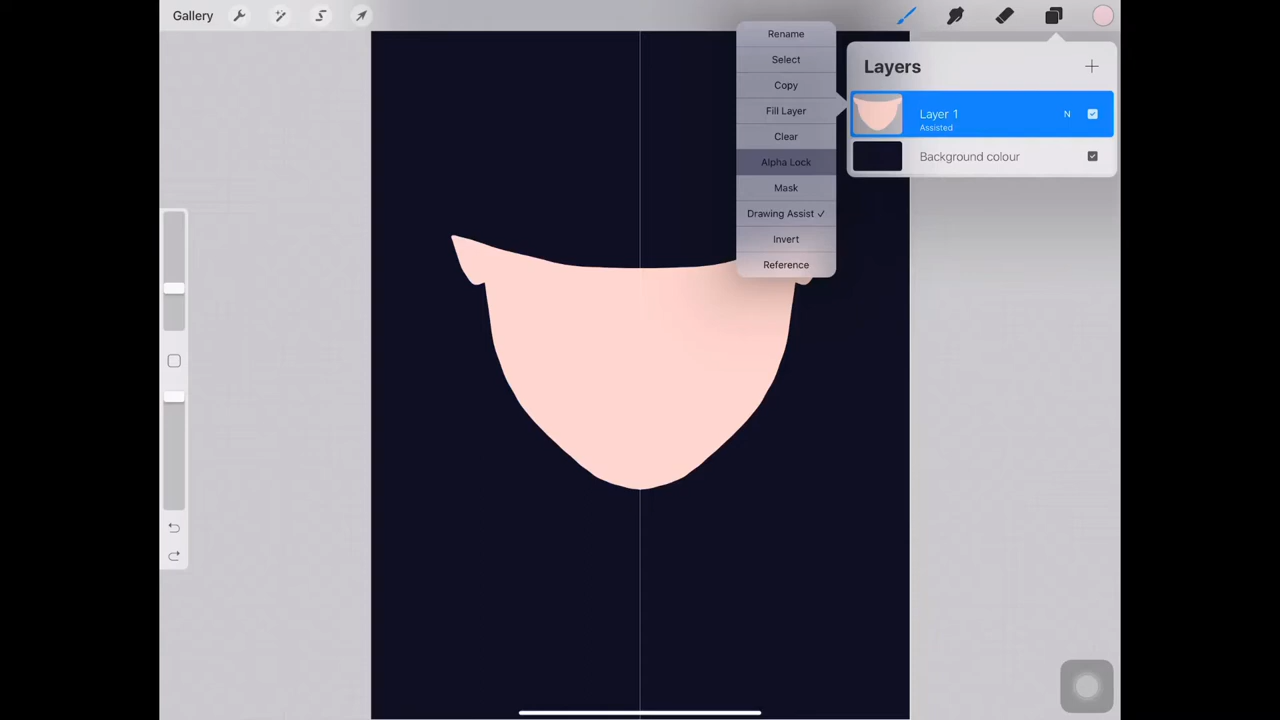 Gallery
Rename
Select
Copy
Fill Layer
Clear
Alpha Lock
Mask
Drawing Assist ✓
Invert
Reference
Layers
Layer 1 N
Assisted
Background colour